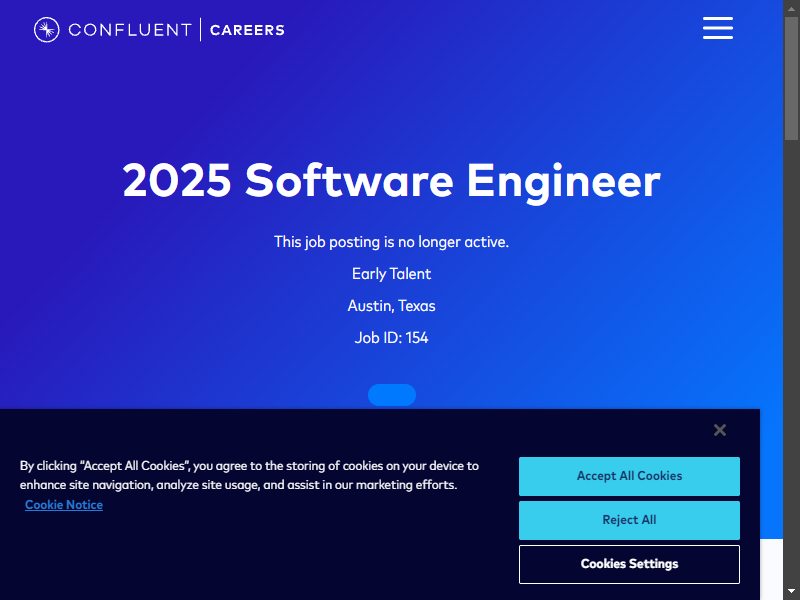 CONFLUENT CAREERS
2025 Software Engineer
This job posting is no longer active.
Early Talent
Austin, Texas
Job ID: 154
By clicking “Accept All Cookies”, you agree to the storing of cookies on your device to
enhance site navigation, analyze site usage, and assist in our marketing efforts.
Cookie Notice
Accept All Cookies
Reject All
Cookies Settings